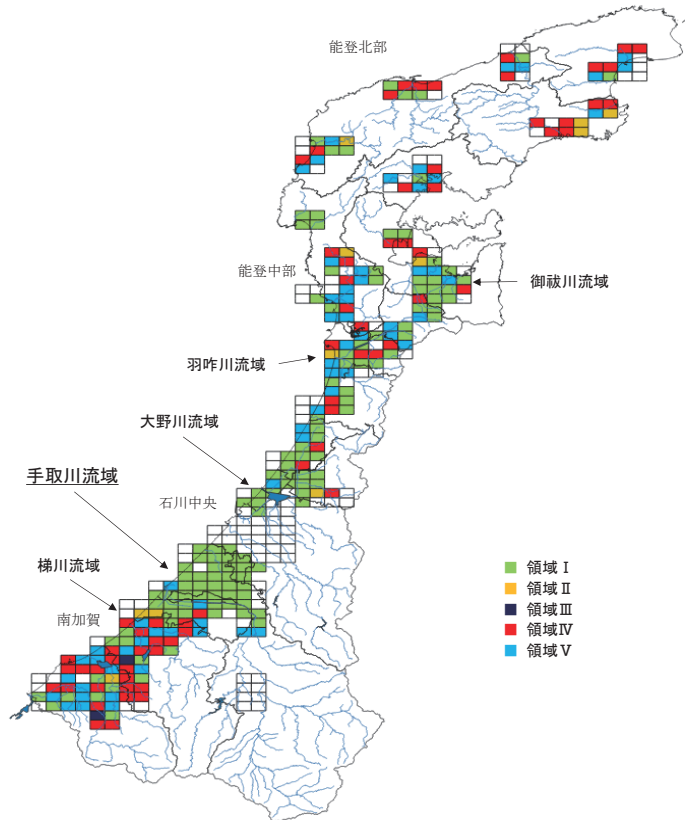 能登北部
能登中部
御祓川流域
羽咋川流域
大野川流域
手取川流域
石川中央
梯川流域
南加賀
領域Ⅰ
領域Ⅱ
領域Ⅲ
領域Ⅳ
領域Ⅴ